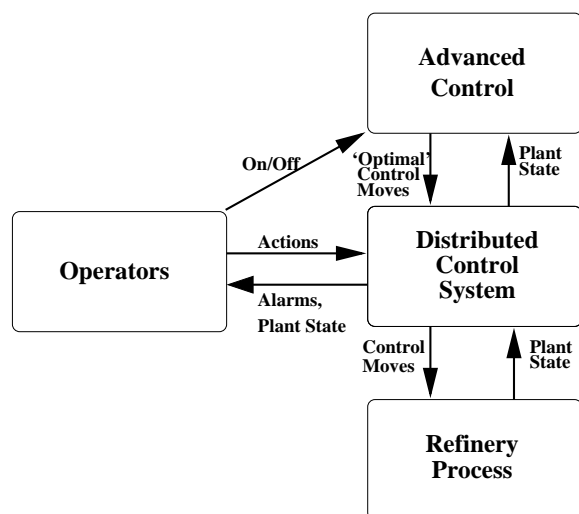 Advanced
Control
On/Off
‘Optimal’
Control
Moves
Plant
State
Operators
Actions
Alarms,
Plant State
Distributed
Control
System
Control
Moves
Plant
State
Refinery
Process